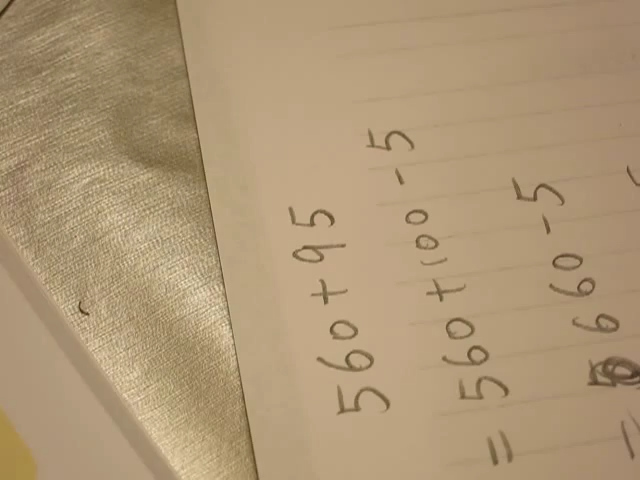 560 + 95
= 560 + 100 - 5
= 660 - 5